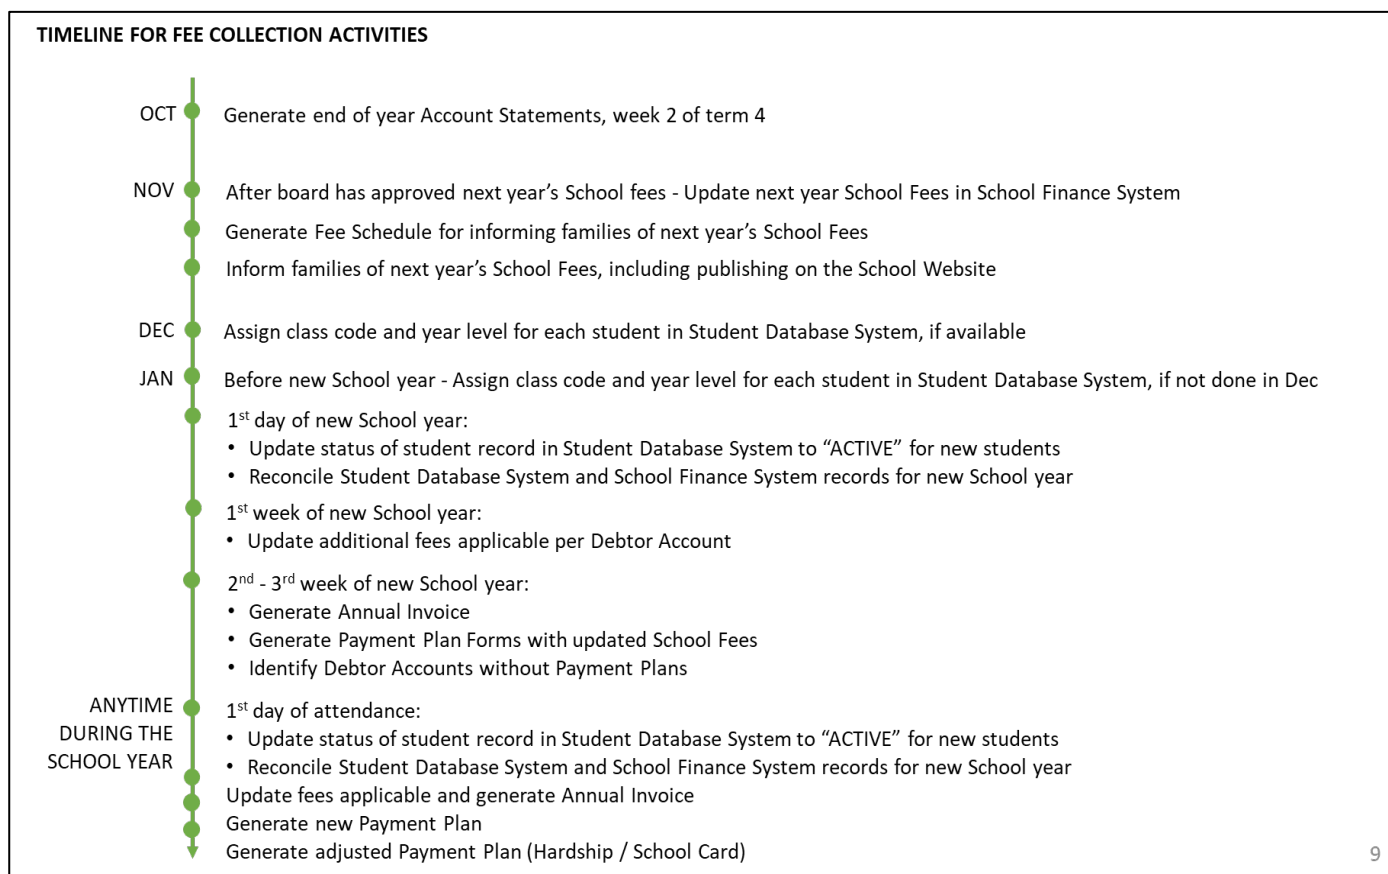 TIMELINE FOR FEE COLLECTION ACTIVITIES
OCT
Generate end of year Account Statements, week 2 of term 4
NOV
After board has approved next year’s School fees - Update next year School Fees in School Finance System
Generate Fee Schedule for informing families of next year’s School Fees
Inform families of next year’s School Fees, including publishing on the School Website
DEC
Assign class code and year level for each student in Student Database System, if available
JAN
Before new School year - Assign class code and year level for each student in Student Database System, if not done in Dec
1st day of new School year:
• Update status of student record in Student Database System to “ACTIVE” for new students
• Reconcile Student Database System and School Finance System records for new School year
1st week of new School year:
• Update additional fees applicable per Debtor Account
2nd - 3rd week of new School year:
• Generate Annual Invoice
• Generate Payment Plan Forms with updated School Fees
• Identify Debtor Accounts without Payment Plans
ANYTIME
DURING THE
SCHOOL YEAR
1st day of attendance:
• Update status of student record in Student Database System to “ACTIVE” for new students
• Reconcile Student Database System and School Finance System records for new School year
Update fees applicable and generate Annual Invoice
Generate new Payment Plan
Generate adjusted Payment Plan (Hardship / School Card)
9